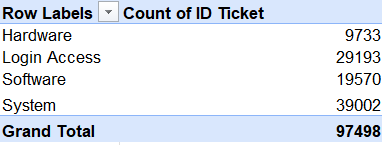 Row Labels Count of ID Ticket
Hardware 9733
Login Access 29193
Software 19570
System 39002
Grand Total 97498